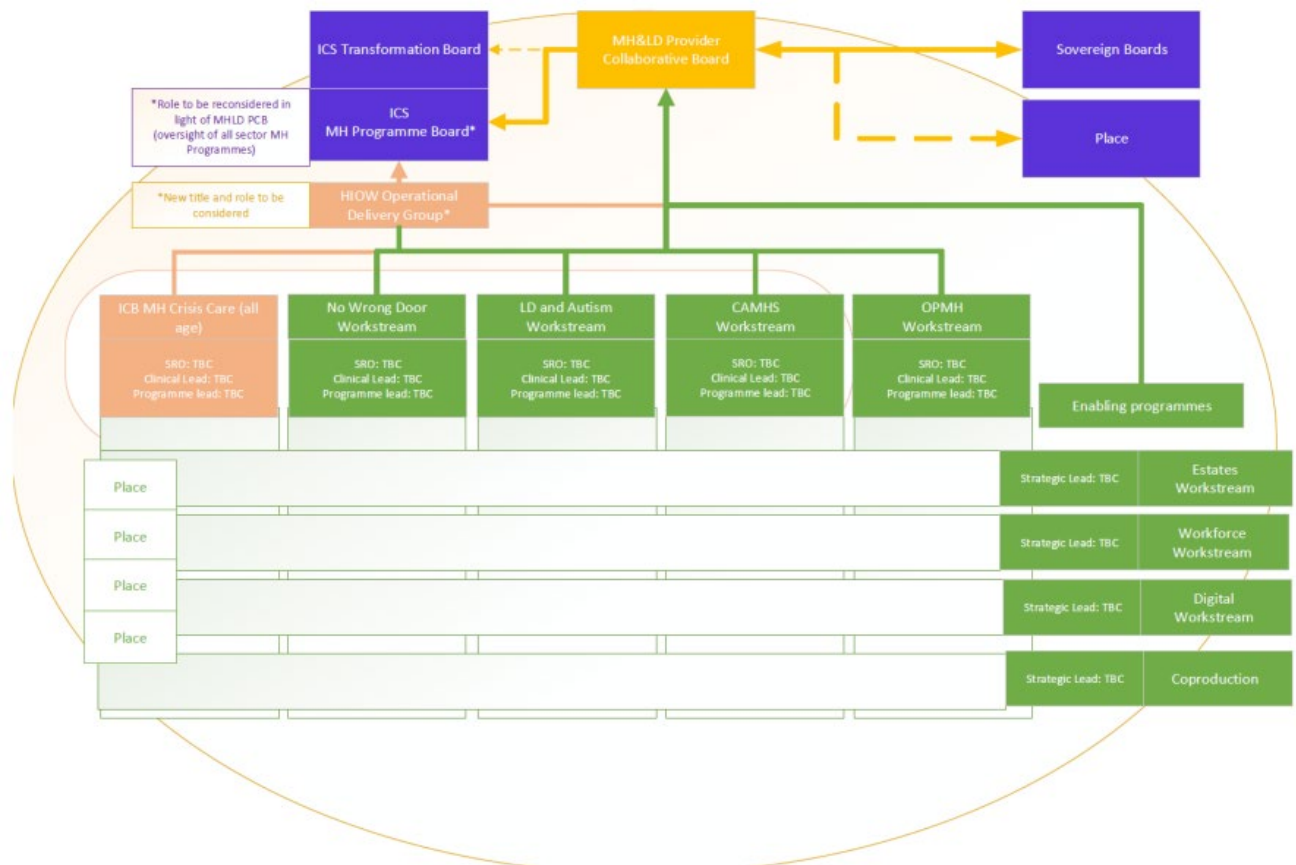 ICS Transformation Board
MH&LD Provider
Collaborative Board
Sovereign Boards
*Role to be reconsidered in
light of MHLD PCB
(oversight of all sector MH
Programmes)
ICS
MH Programme Board*
Place
*New title and role to be
considered
HIOW Operational
Delivery Group*
ICB MH Crisis Care (all
age)
SRO: TBC
Clinical Lead: TBC
Programme lead: TBC
No Wrong Door
Workstream
SRO: TBC
Clinical Lead: TBC
Programme lead: TBC
LD and Autism
Workstream
SRO: TBC
Clinical Lead: TBC
Programme lead: TBC
CAMHS
Workstream
SRO: TBC
Clinical Lead: TBC
Programme lead: TBC
OPMH
Workstream
SRO: TBC
Clinical Lead: TBC
Programme lead: TBC
Enabling programmes
Place
Strategic Lead: TBC
Estates
Workstream
Place
Strategic Lead: TBC
Workforce
Workstream
Place
Strategic Lead: TBC
Digital
Workstream
Place
Strategic Lead: TBC
Coproduction